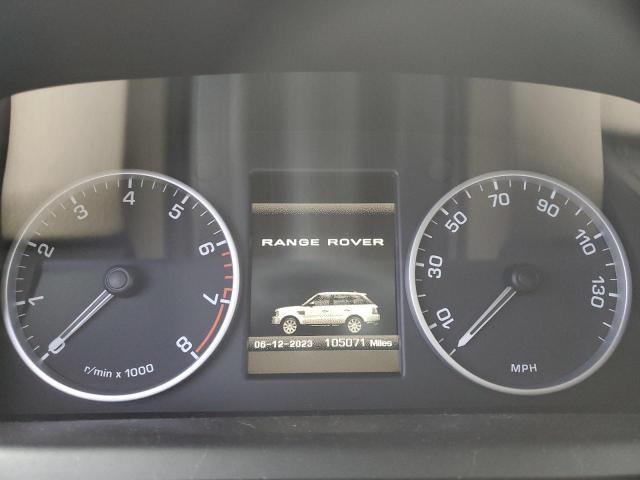 0 1 2 3 4 5 6 7 8
r/min x 1000
RANGE ROVER
06-12-2023 105071 Miles
10 30 50 70 90 110 130
MPH